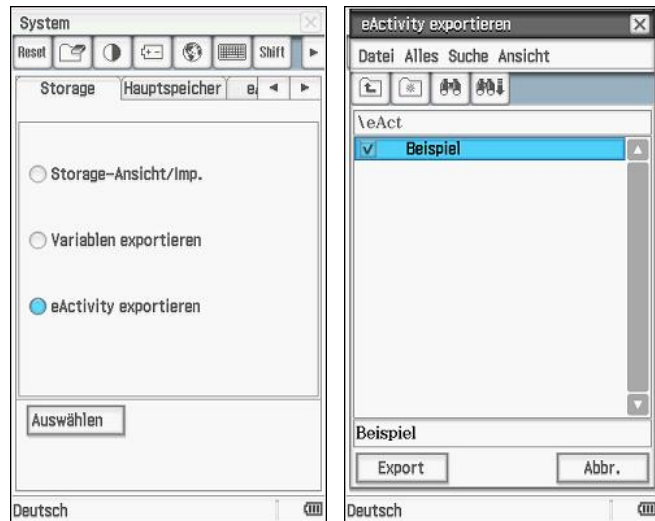 System
Reset Shift
Storage Hauptspeicher e
Storage-Ansicht/Imp.
Variablen exportieren
eActivity exportieren
Auswählen
Deutsch
eActivity exportieren
Datei Alles Suche Ansicht
\eAct
Beispiel
Beispiel
Export Abbr.
Deutsch